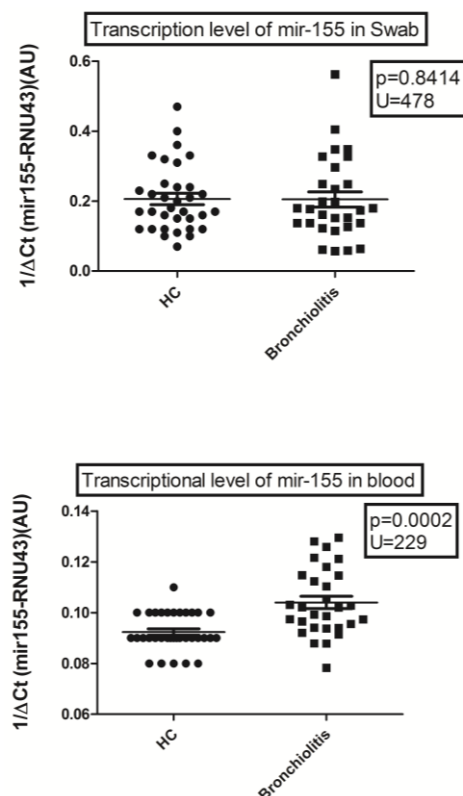 Transcription level of mir-155 in Swab
p=0.8414
U=478
1/ΔCt (mir155-RNU43)(AU)
0.6
0.4
0.2
0.0
HC
Bronchiolitis
Transcriptional level of mir-155 in blood
p=0.0002
U=229
1/ΔCt (mir155-RNU43)(AU)
0.14
0.12
0.10
0.08
0.06
HC
Bronchiolitis